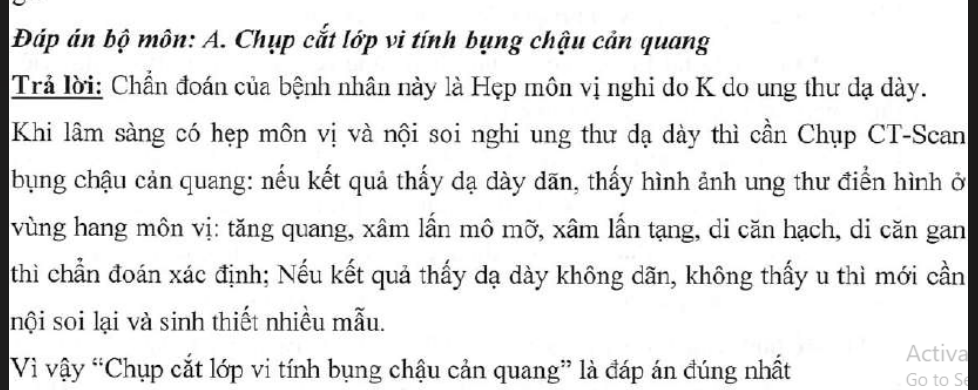 Đáp án bộ môn: A. Chụp cắt lớp vi tính bụng chậu cản quang
Trả lời: Chẩn đoán của bệnh nhân này là Hẹp môn vị nghi do K do ung thư dạ dày.
Khi lâm sàng có hẹp môn vị và nội soi nghi ung thư dạ dày thì cần Chụp CT-Scan
bụng chậu cản quang: nếu kết quả thấy dạ dày dãn, thấy hình ảnh ung thư điển hình ở
vùng hang môn vị: tăng quang, xâm lấn mô mỡ, xâm lấn tạng, di căn hạch, di căn gan
thì chẩn đoán xác định; Nếu kết quả thấy dạ dày không dãn, không thấy u thì mới cần
nội soi lại và sinh thiết nhiều mẫu.
Vì vậy “Chụp cắt lớp vi tính bụng chậu cản quang” là đáp án đúng nhất
Activa
Go to Se